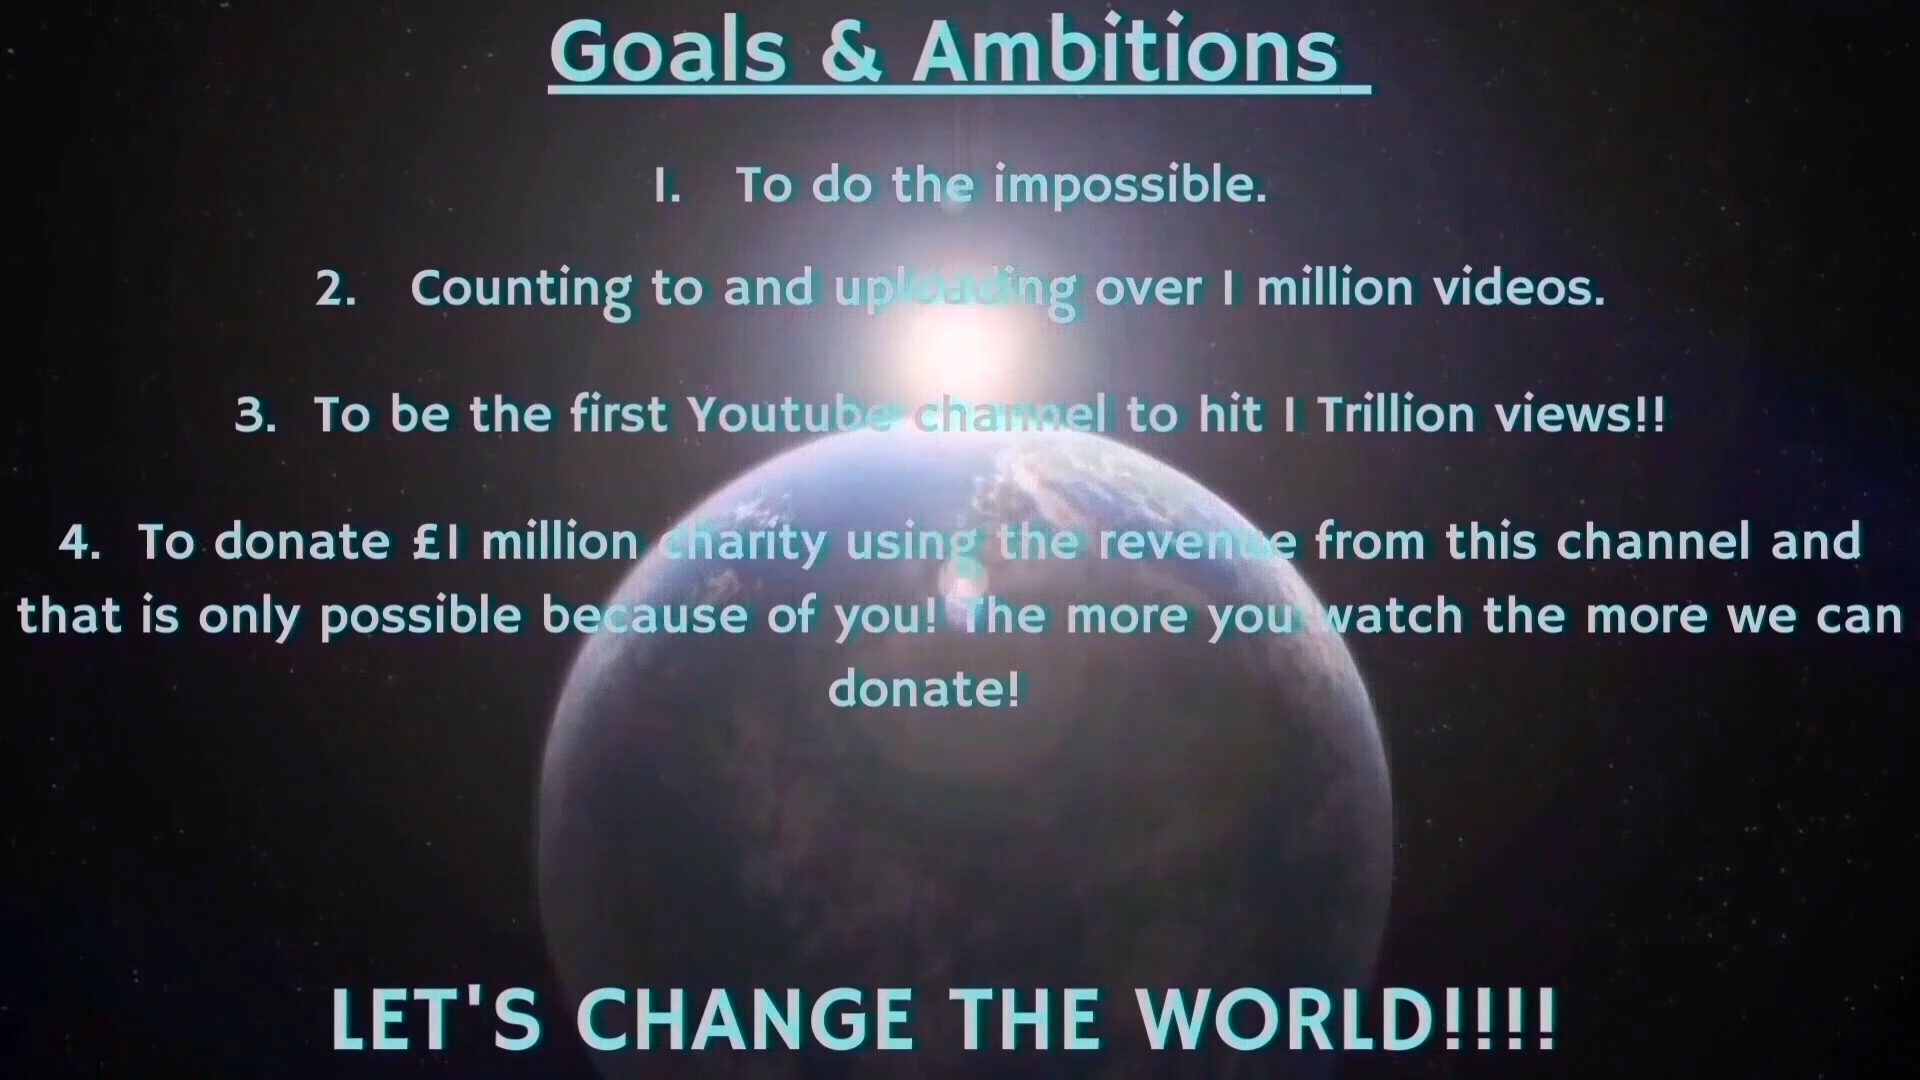 Goals & Ambitions
1. To do the impossible.
2. Counting to and uploading over 1 million videos.
3. To be the first Youtube channel to hit 1 Trillion views!!
4. To donate £1 million charity using the revenue from this channel and
that is only possible because of you! The more you watch the more we can
donate!
LET'S CHANGE THE WORLD!!!!